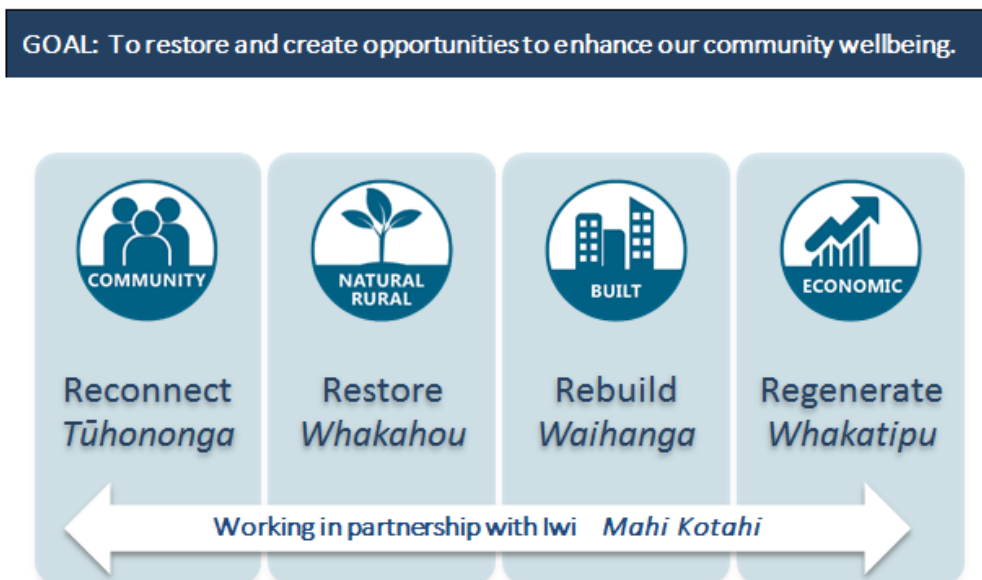 GOAL: To restore and create opportunities to enhance our community wellbeing.
COMMUNITY
NATURAL
RURAL
BUILT
ECONOMIC
Reconnect
Tūhononga
Restore
Whakahou
Rebuild
Waihanga
Regenerate
Whakatipu
Working in partnership with Iwi Mahi Kotahi